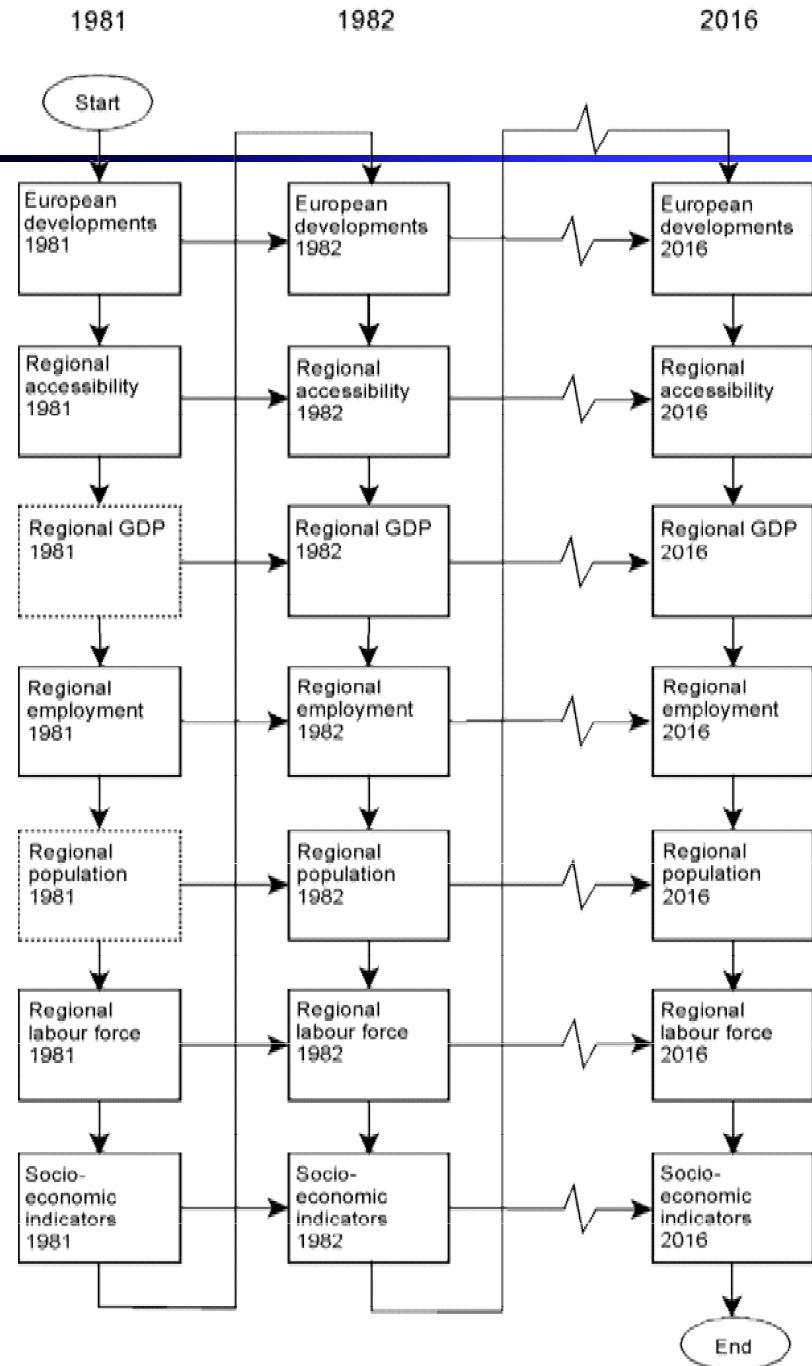 1981
1982
2016
Start
European
developments
1981
European
developments
1982
European
developments
2016
Regional
accessibility
1981
Regional
accessibility
1982
Regional
accessibility
2016
Regional GDP
1981
Regional GDP
1982
Regional GDP
2016
Regional
employment
1981
Regional
employment
1982
Regional
employment
2016
Regional
population
1981
Regional
population
1982
Regional
population
2016
Regional
labour force
1981
Regional
labour force
1982
Regional
labour force
2016
Socio-
economic
indicators
1981
Socio-
economic
indicators
1982
Socio-
economic
indicators
2016
End